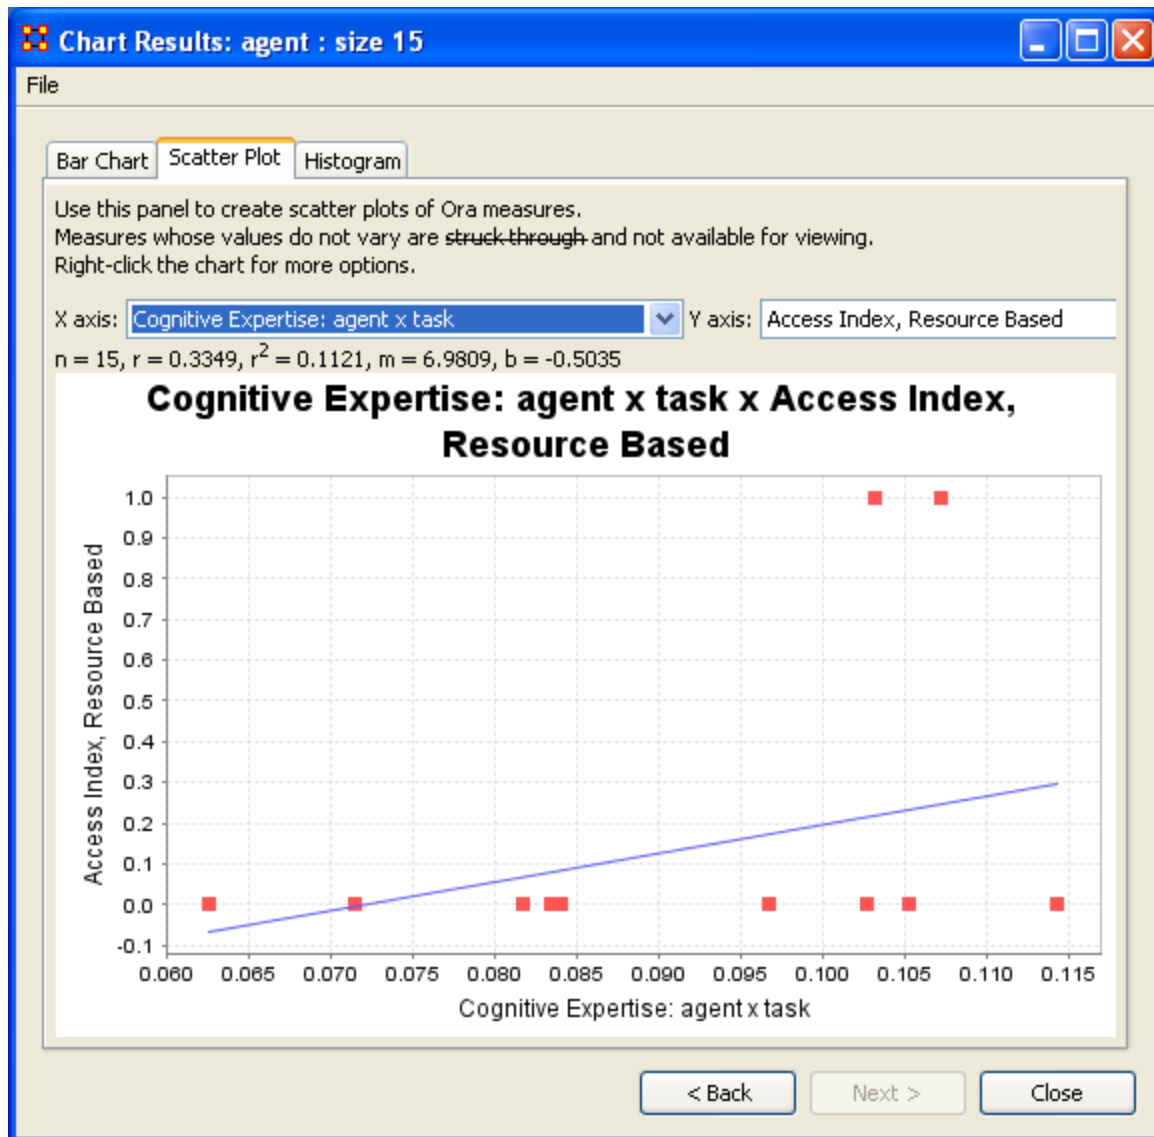 Chart Results: agent : size 15
File
Bar Chart Scatter Plot Histogram
Use this panel to create scatter plots of Ora measures.
Measures whose values do not vary are struck through and not available for viewing.
Right-click the chart for more options.
X axis: Cognitive Expertise: agent x task Y axis: Access Index, Resource Based
n = 15, r = 0.3349, r² = 0.1121, m = 6.9809, b = -0.5035
Cognitive Expertise: agent x task x Access Index,
Resource Based
Access Index, Resource Based
1.0
0.9
0.8
0.7
0.6
0.5
0.4
0.3
0.2
0.1
0.0
-0.1
0.060 0.065 0.070 0.075 0.080 0.085 0.090 0.095 0.100 0.105 0.110 0.115
Cognitive Expertise: agent x task
< Back Next > Close